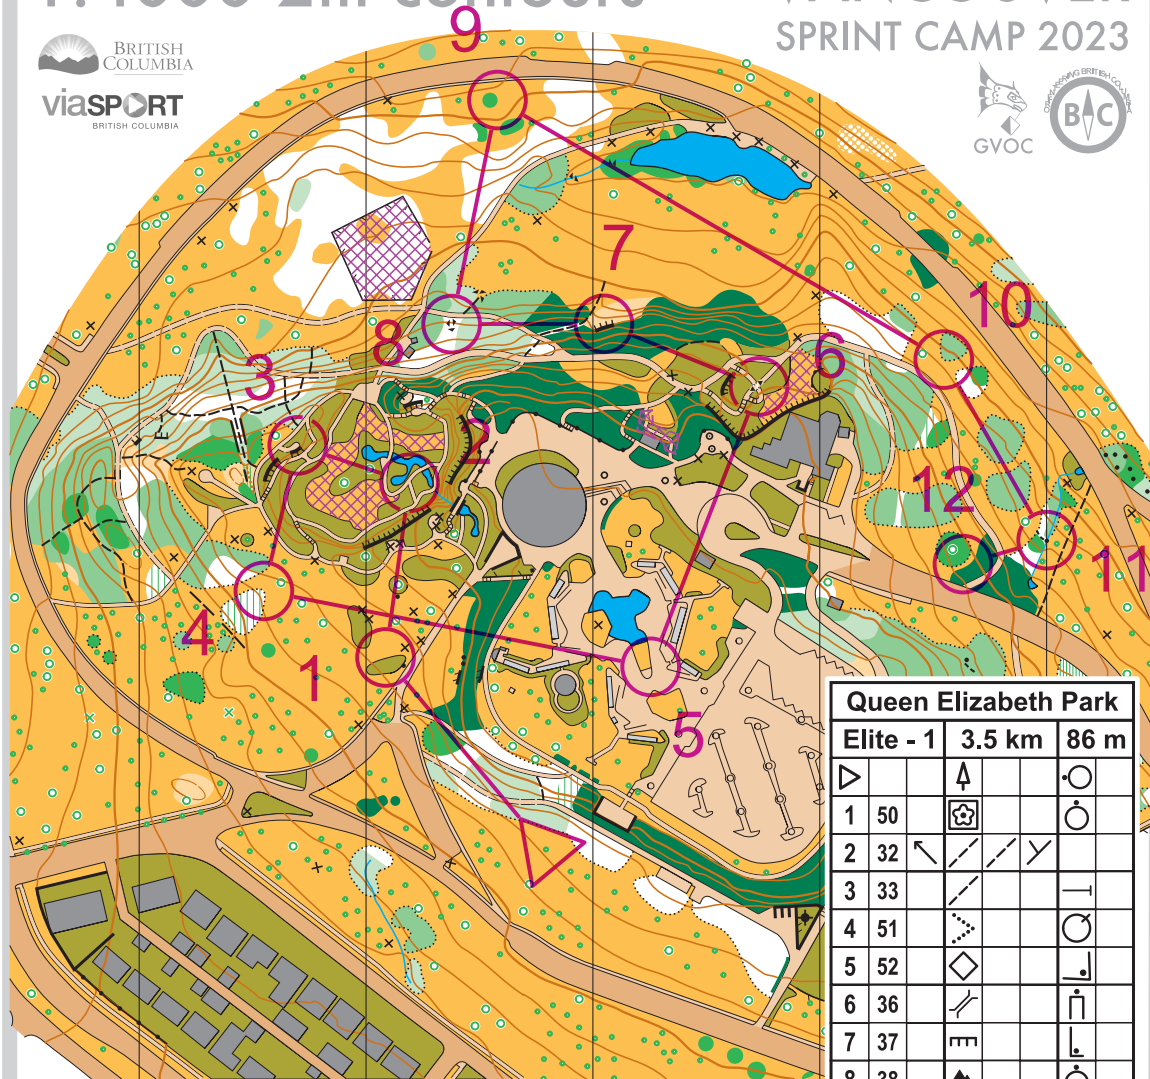 SPRINT CAMP 2023
BRITISH
COLUMBIA
viaSPORT
BRITISH COLUMBIA
GVOC
B C
9
7
10
8
6
3
2
12
11
4
1
5
Queen Elizabeth Park
Elite - 1 3.5 km 86 m
1 50
2 32
3 33
4 51
5 52
6 36
7 37
8 38